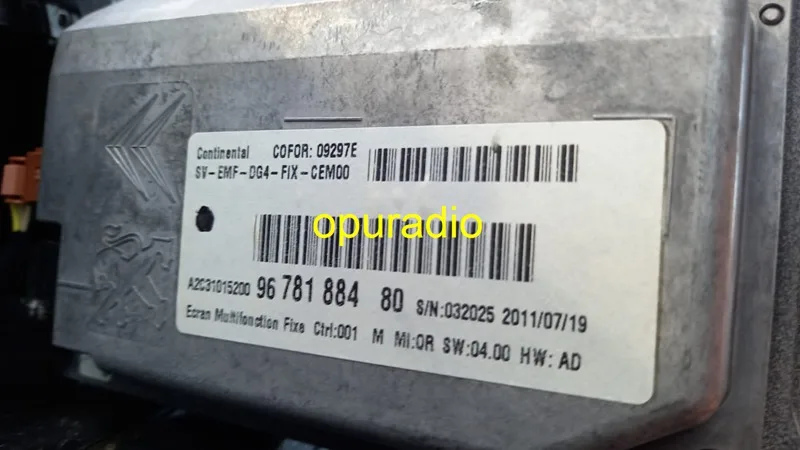 Continental COFOR: 09297E
SV-EMF-DG4-FIX-CEM00
opuradio
A2C31015200 96 781 884 80 S/N:032025 2011/07/19
Ecran Multifonction Fixe Ctrl:001 M MI:OR SW:04.00 HW: AD